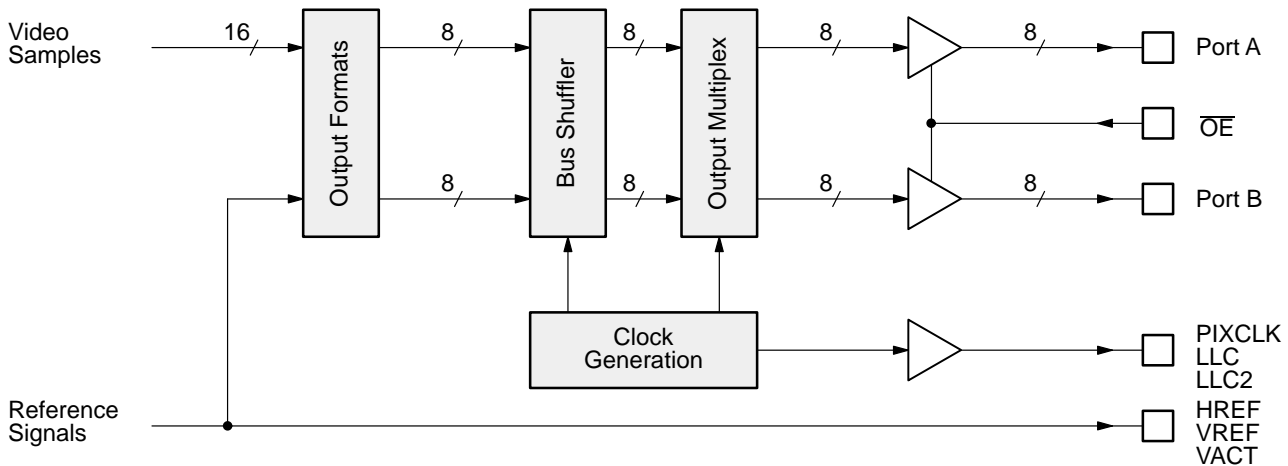 Video
Samples
16
Output Formats
8
8
Bus Shuffler
8
8
Output Multiplex
8
8
8
8
Port A
OE
Port B
Clock
Generation
PIXCLK
LLC
LLC2
Reference
Signals
HREF
VREF
VACT